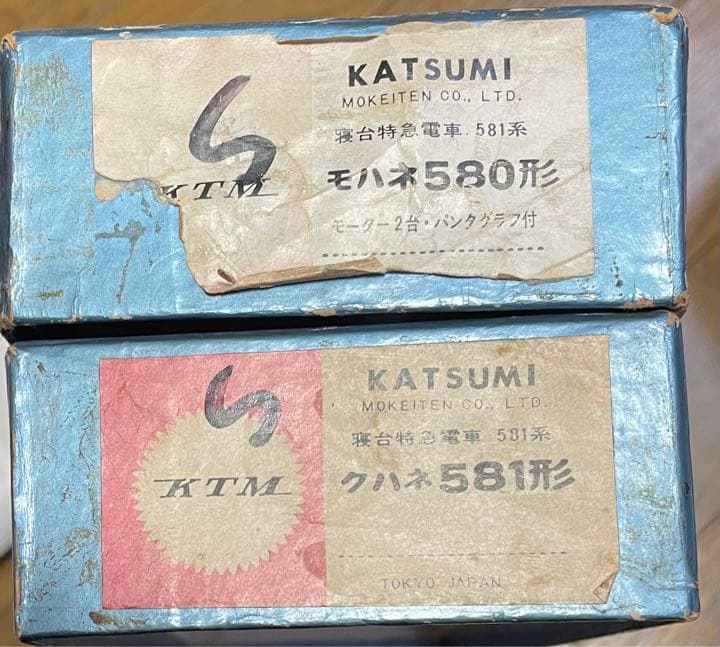 KATSUMI
MOKEITEN CO., LTD.
寝台特急電車.581系
モハネ580形
モーター2台・パンタグラフ付
KTM
5
KATSUMI
MOKEITEN CO., LTD.
寝台特急電車 581系
クハネ581形
TOKYO JAPAN
KTM
5